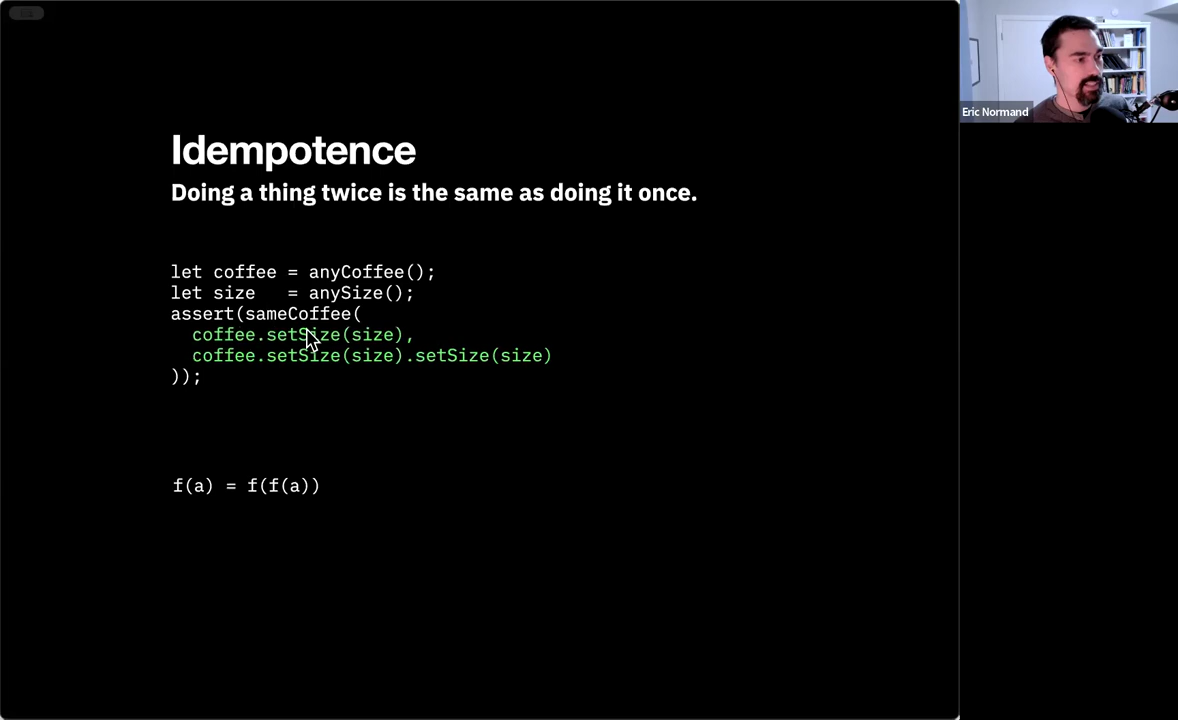 Idempotence
Doing a thing twice is the same as doing it once.
let coffee = anyCoffee();
let size   = anySize();
assert(sameCoffee(
  coffee.setSize(size),
  coffee.setSize(size).setSize(size)
));
f(a) = f(f(a))
Eric Normand